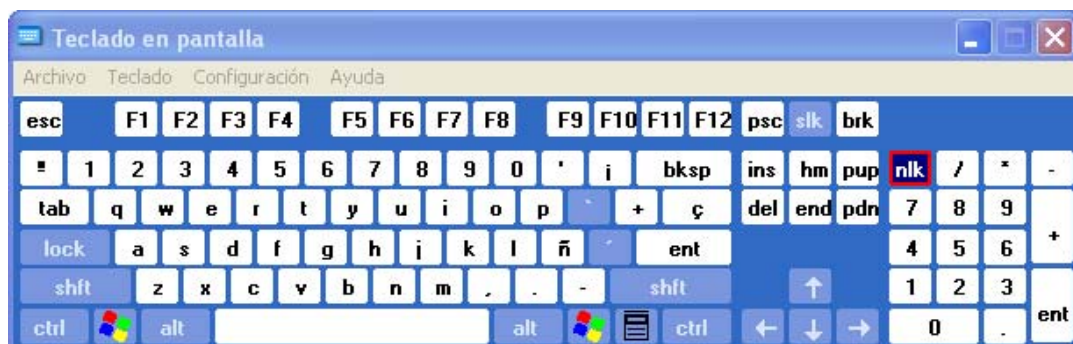 Teclado en pantalla
Archivo Teclado Configuración Ayuda
esc F1 F2 F3 F4 F5 F6 F7 F8 F9 F10 F11 F12 psc slk brk
º 1 2 3 4 5 6 7 8 9 0 ' ¡ bksp ins hm pup nlk / * -
tab q w e r t y u i o p ` + ç del end pdn 7 8 9 +
lock a s d f g h j k l ñ ´ ent 4 5 6
shft z x c v b n m , . - shft ↑ 1 2 3 ent
ctrl alt alt ctrl ← ↓ → 0 .